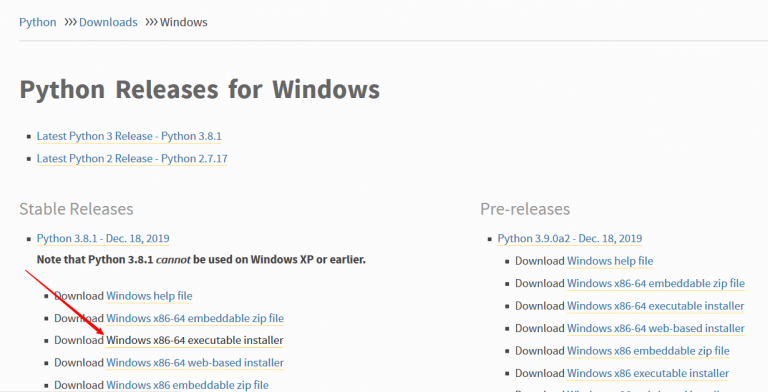 Python >>> Downloads >>> Windows
Python Releases for Windows
Latest Python 3 Release - Python 3.8.1
Latest Python 2 Release - Python 2.7.17
Stable Releases
Python 3.8.1 - Dec. 18, 2019
Note that Python 3.8.1 cannot be used on Windows XP or earlier.
Download Windows help file
Download Windows x86-64 embeddable zip file
Download Windows x86-64 executable installer
Download Windows x86-64 web-based installer
Download Windows x86 embeddable zip file
Pre-releases
Python 3.9.0a2 - Dec. 18, 2019
Download Windows help file
Download Windows x86-64 embeddable zip file
Download Windows x86-64 executable installer
Download Windows x86-64 web-based installer
Download Windows x86 embeddable zip file
Download Windows x86 executable installer
Download Windows x86 web-based installer